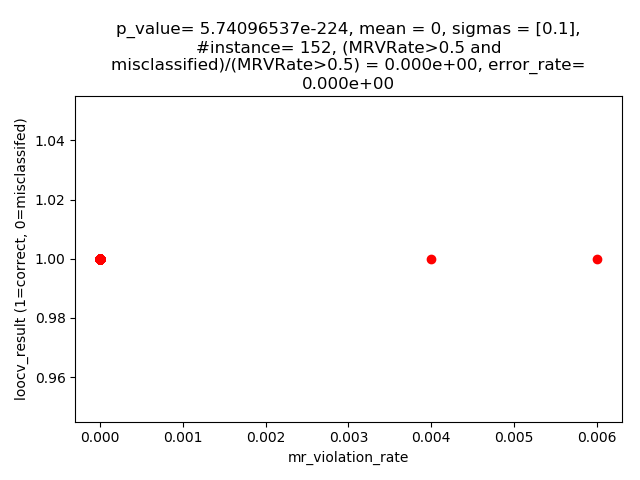 p_value= 5.74096537e-224, mean = 0, sigmas = [0.1],
#instance= 152, (MRVRate>0.5 and
misclassified)/(MRVRate>0.5) = 0.000e+00, error_rate=
0.000e+00
loocv_result (1=correct, 0=misclassifed)
1.04
1.02
1.00
0.98
0.96
0.000 0.001 0.002 0.003 0.004 0.005 0.006
mr_violation_rate